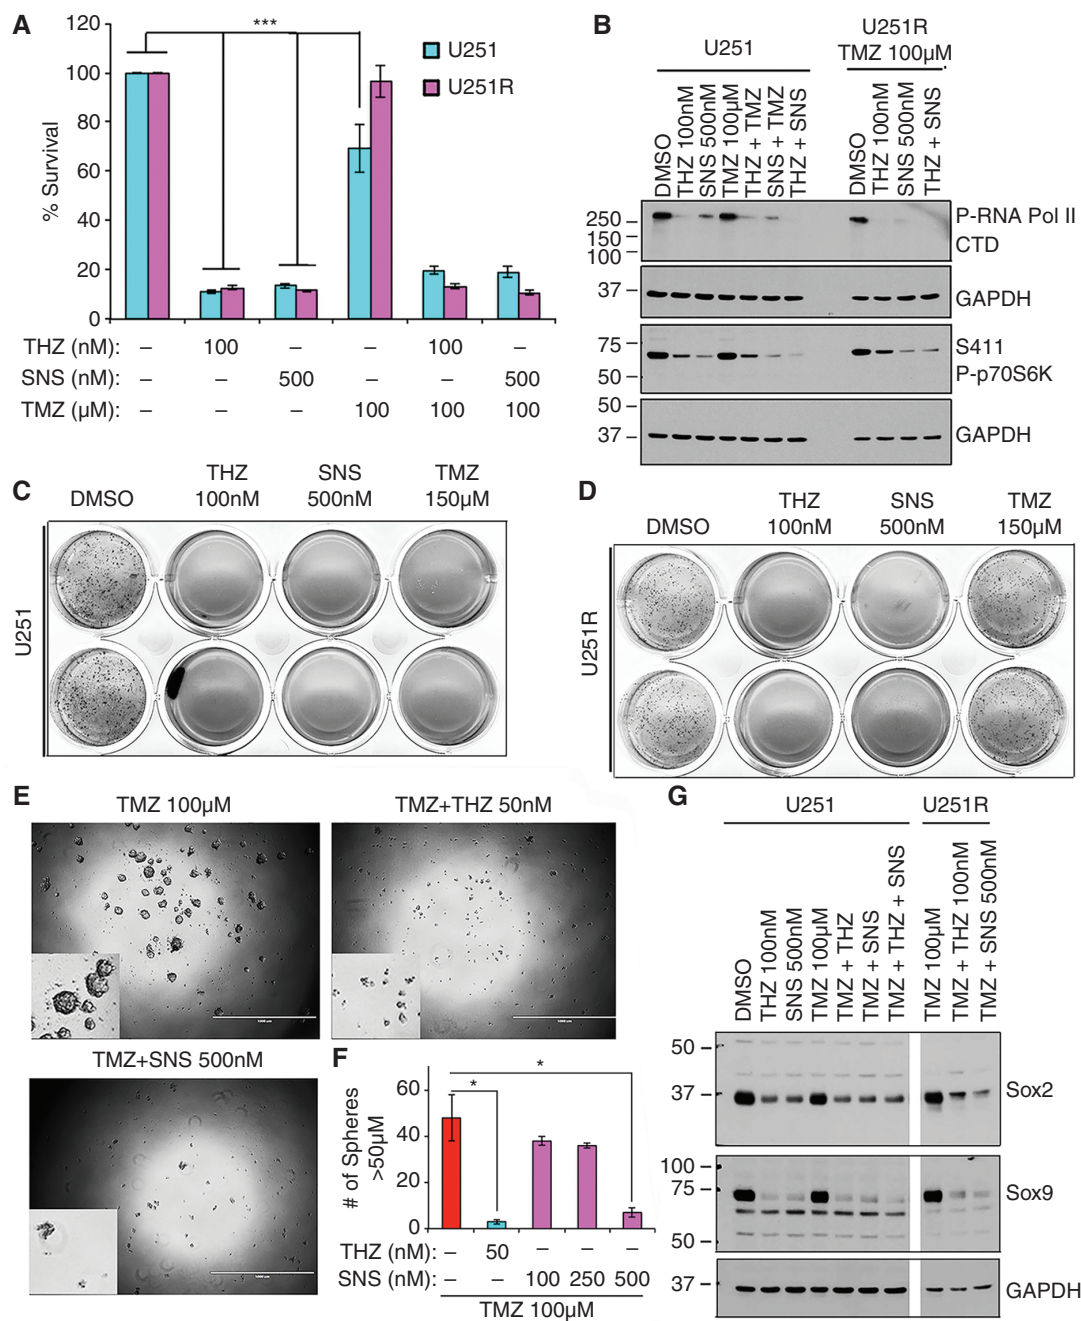 A
120
100
80
60
40
20
0
% Survival
***
U251
U251R
THZ (nM): – 100 – – 100 –
SNS (nM): – – 500 – – 500
TMZ (µM): – – – 100 100 100
B
U251
U251R
TMZ 100µM
DMSO
THZ 100nM
SNS 500nM
TMZ 100µM
THZ + TMZ
SNS + TMZ
THZ + SNS
DMSO
THZ 100nM
SNS 500nM
THZ + SNS
250
150
100
P-RNA Pol II
CTD
37
GAPDH
75
50
S411
P-p70S6K
50
37
GAPDH
C
DMSO
THZ
100nM
SNS
500nM
TMZ
150µM
U251
D
DMSO
THZ
100nM
SNS
500nM
TMZ
150µM
U251R
E
TMZ 100µM
TMZ+THZ 50nM
TMZ+SNS 500nM
F
# of Spheres
>50µM
60
40
20
0
*
*
THZ (nM): – 50 – – –
SNS (nM): – – 100 250 500
TMZ 100µM
G
U251
U251R
DMSO
THZ 100nM
SNS 500nM
TMZ 100µM
TMZ + THZ
TMZ + SNS
TMZ + THZ + SNS
TMZ 100µM
TMZ + THZ 100nM
TMZ + SNS 500nM
50
37
Sox2
100
75
50
Sox9
37
GAPDH